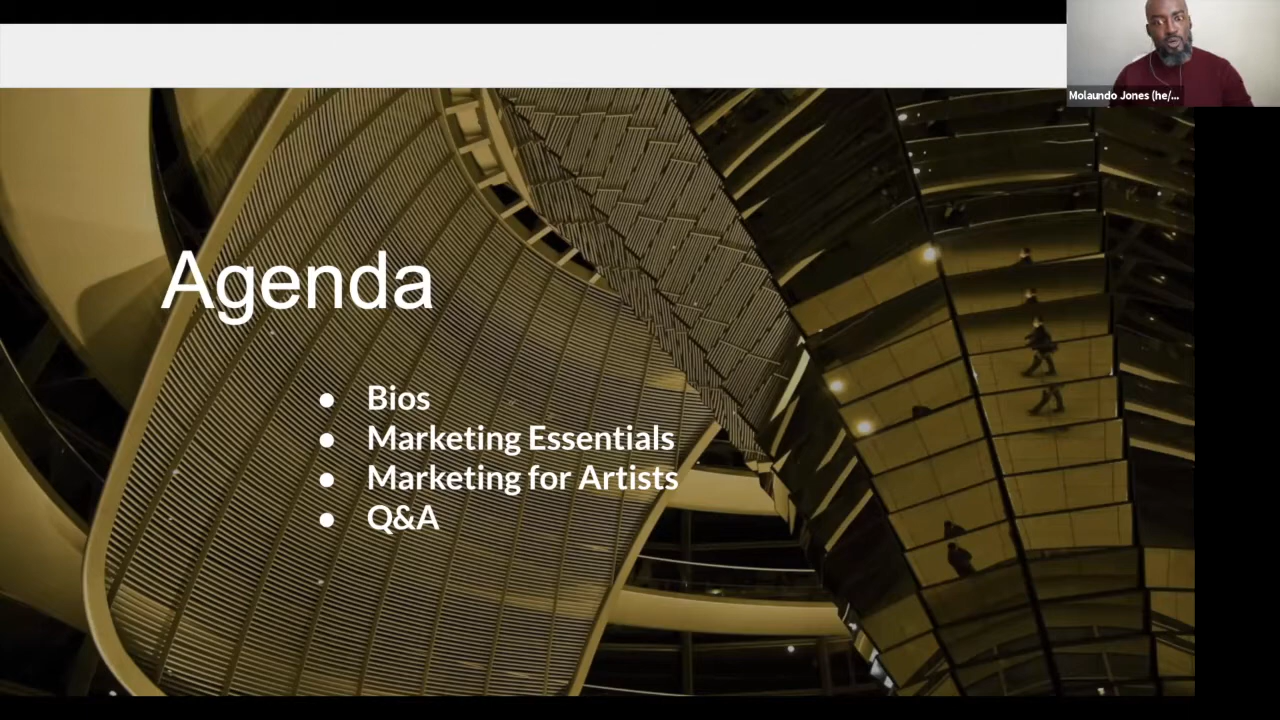 Molaundo Jones (he/...
Agenda
● Bios
● Marketing Essentials
● Marketing for Artists
● Q&A